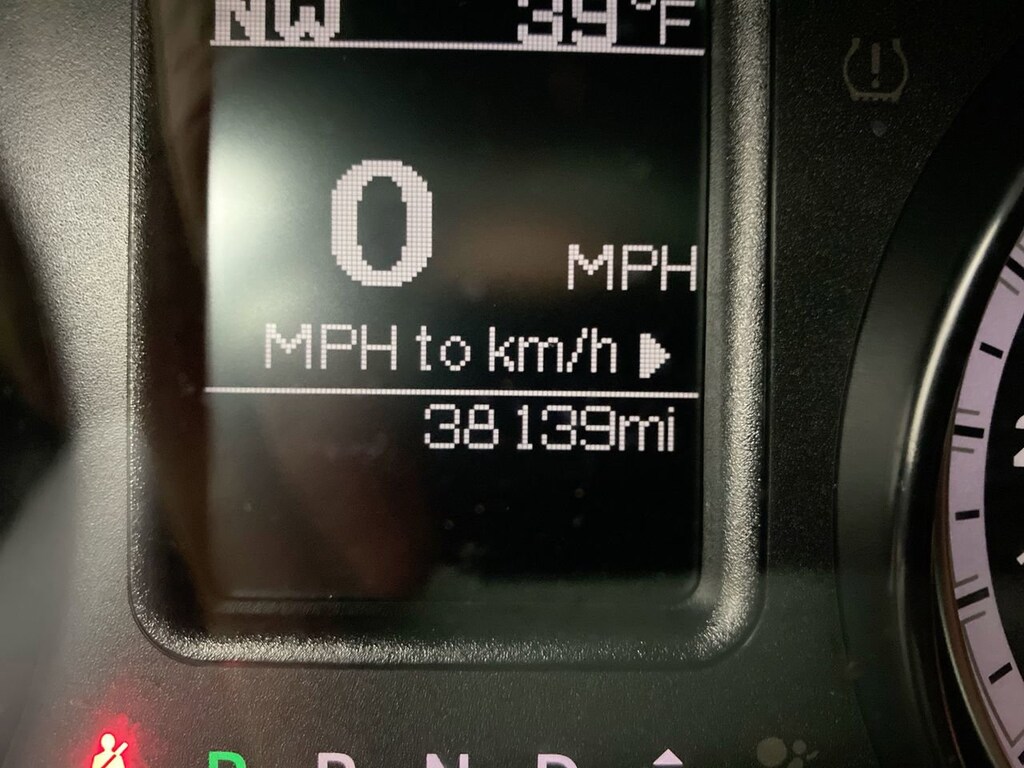 NW 39°F
0 MPH
MPH to km/h
38139mi
P R N D